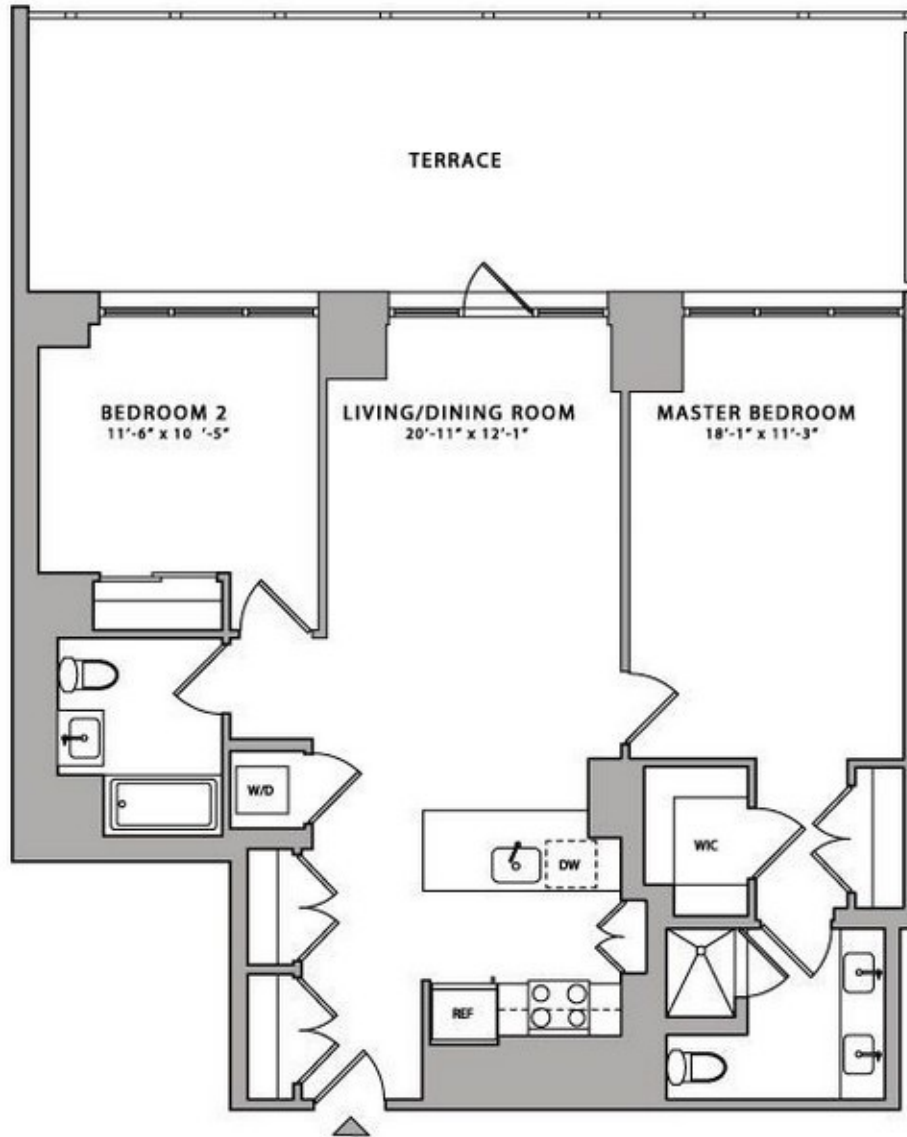 TERRACE
BEDROOM 2
11'-6" x 10 '-5"
LIVING/DINING ROOM
20'-11" x 12'-1"
MASTER BEDROOM
18'-1" x 11'-3"
W/D
DW
WIC
REF